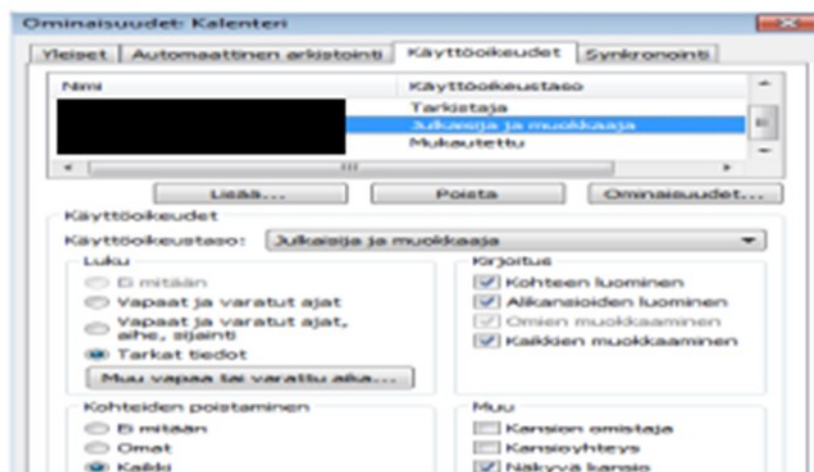 Ominaisuudet: Kalenteri
Yleiset Automaattinen arkistointi Käyttöoikeudet Synkronointi
Nimi Käyttöoikeustaso
Tarkistaja
Julkaisija ja muokkaaja
Mukautettu
Lisää... Poista Ominaisuudet...
Käyttöoikeudet
Käyttöoikeustaso: Julkaisija ja muokkaaja
Luku Kirjoitus
Ei mitään Kohteen luominen
Vapaat ja varatut ajat Alikansioiden luominen
Vapaat ja varatut ajat, Omien muokkaaminen
aihe, sijainti
Tarkat tiedot Kaikkien muokkaaminen
Muu vapaa tai varattu aika...
Kohteiden poistaminen Muu
Ei mitään Kansion omistaja
Omat Kansioyhteys
Kaikki Näkyvä kansio